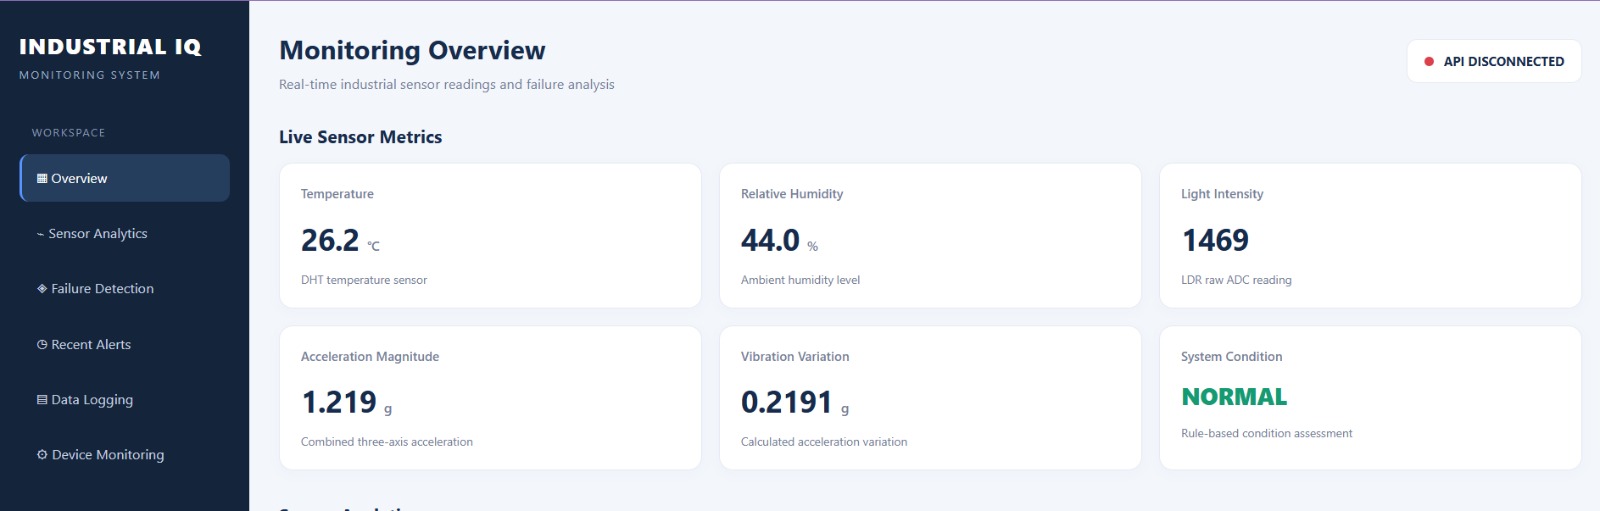 INDUSTRIAL IQ
MONITORING SYSTEM
WORKSPACE
Overview
Sensor Analytics
Failure Detection
Recent Alerts
Data Logging
Device Monitoring
Monitoring Overview
Real-time industrial sensor readings and failure analysis
API DISCONNECTED
Live Sensor Metrics
Temperature
26.2 °C
DHT temperature sensor
Relative Humidity
44.0 %
Ambient humidity level
Light Intensity
1469
LDR raw ADC reading
Acceleration Magnitude
1.219 g
Combined three-axis acceleration
Vibration Variation
0.2191 g
Calculated acceleration variation
System Condition
NORMAL
Rule-based condition assessment